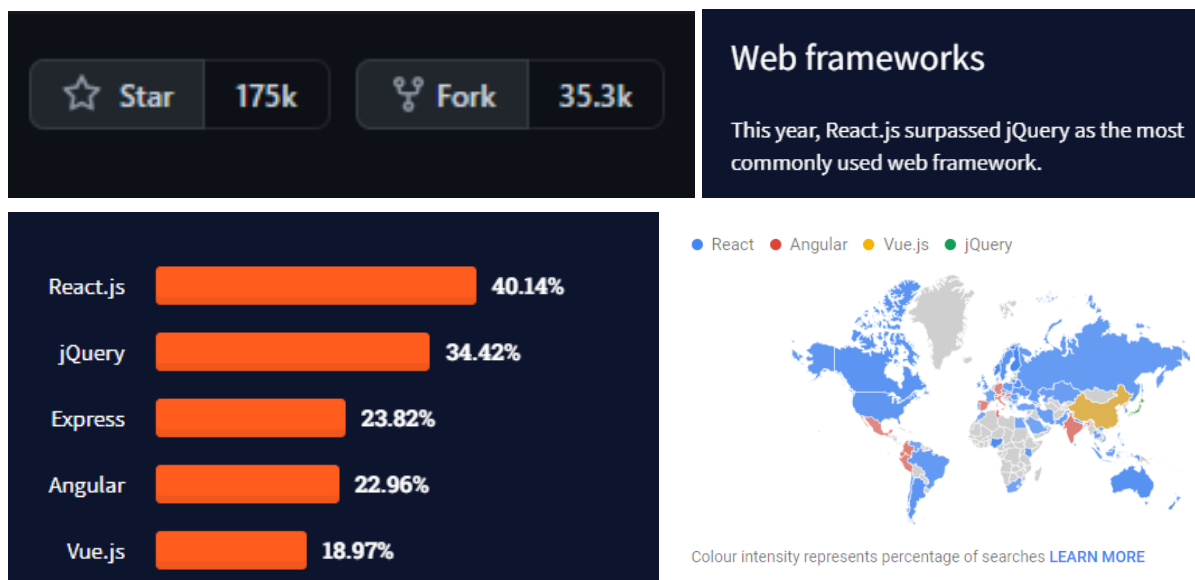 Star 175k Fork 35.3k
Web frameworks
This year, React.js surpassed jQuery as the most
commonly used web framework.
React.js 40.14%
jQuery 34.42%
Express 23.82%
Angular 22.96%
Vue.js 18.97%
React Angular Vue.js jQuery
Colour intensity represents percentage of searches LEARN MORE